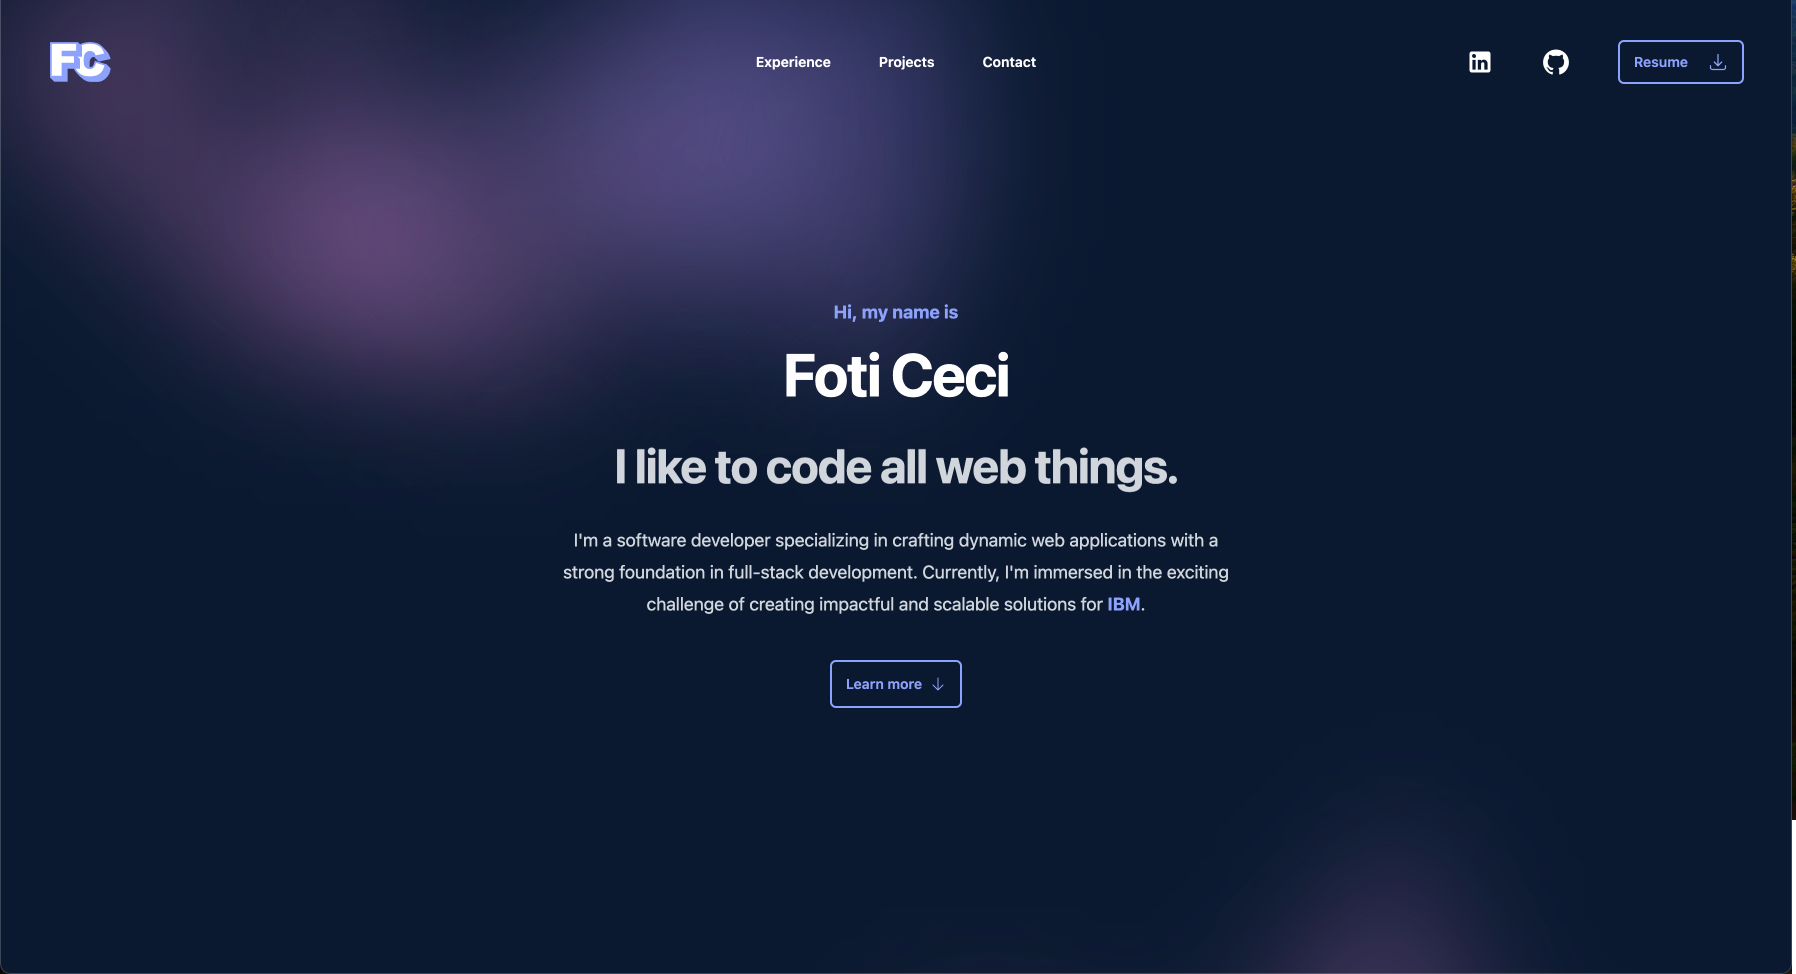 FC
Experience Projects Contact
Resume
Hi, my name is
Foti Ceci
I like to code all web things.
I'm a software developer specializing in crafting dynamic web applications with a
strong foundation in full-stack development. Currently, I'm immersed in the exciting
challenge of creating impactful and scalable solutions for IBM.
Learn more